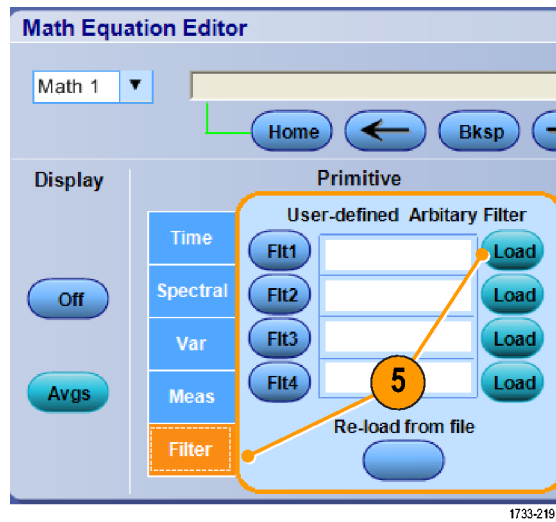 Math Equation Editor
Math 1
Home
Bksp
Display
Primitive
Time
Spectral
Var
Meas
Filter
Off
Avgs
User-defined Arbitary Filter
Flt1
Load
Flt2
Load
Flt3
Load
Flt4
Load
5
Re-load from file
1733-219